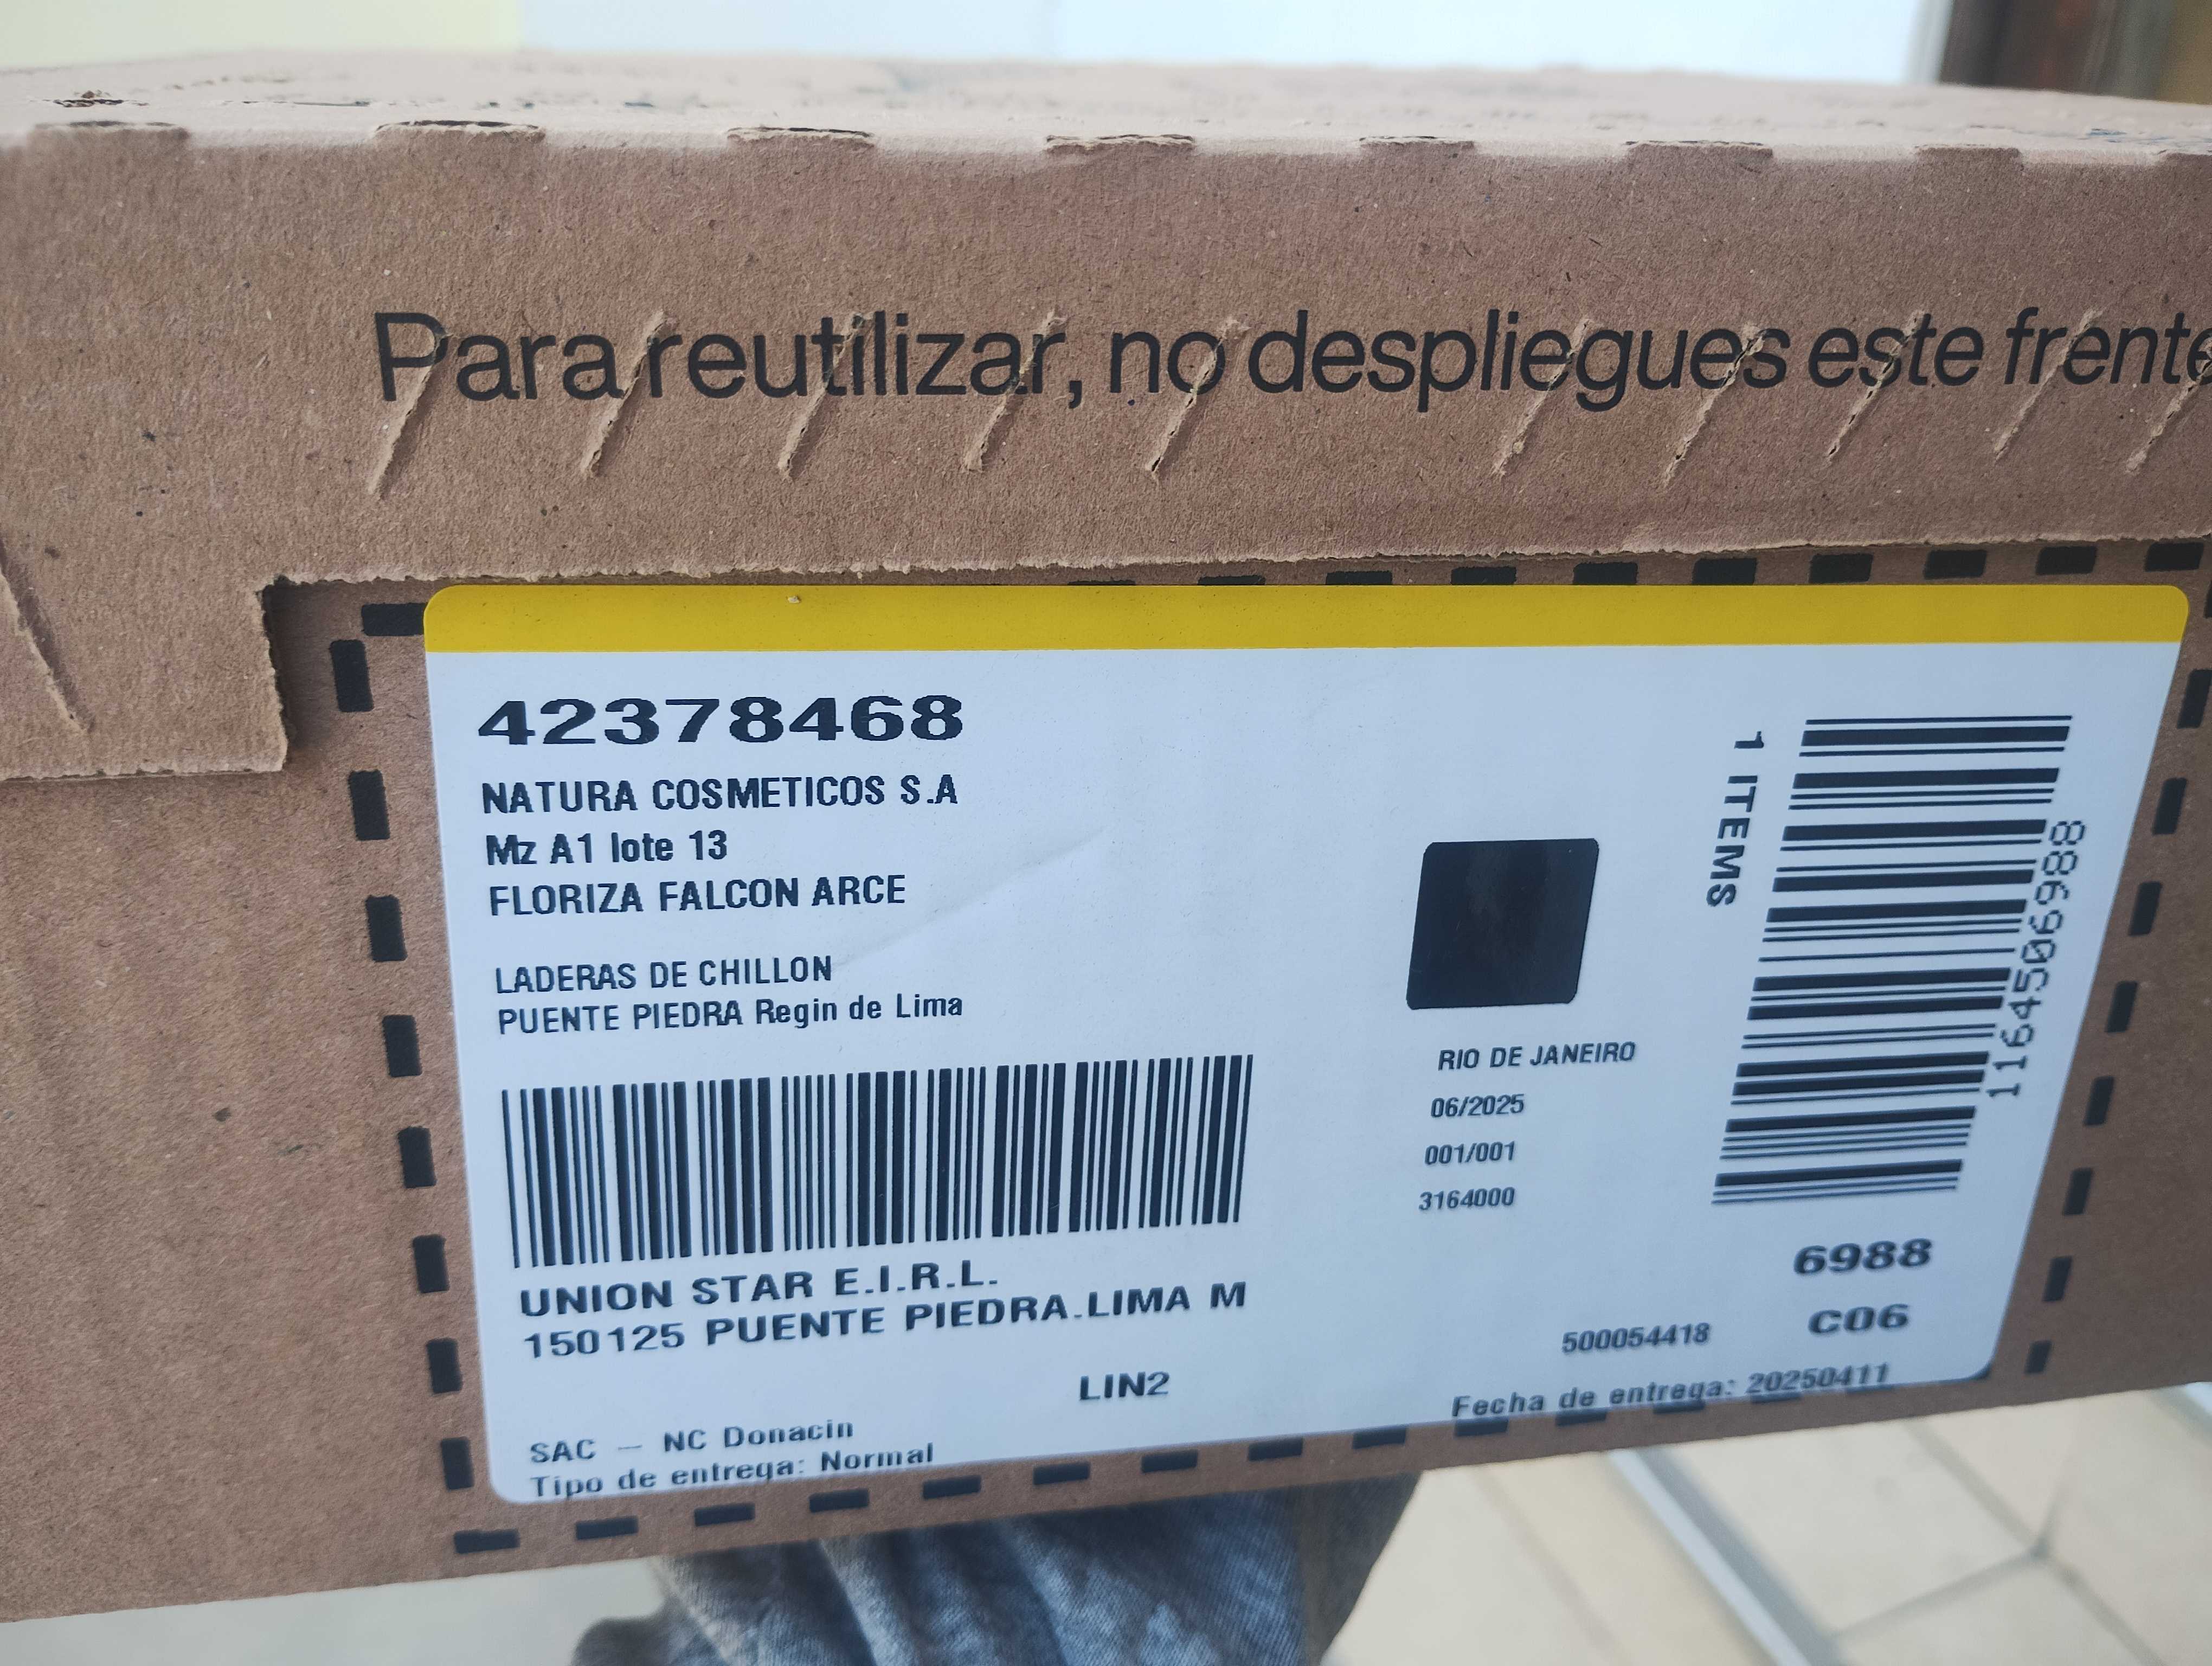 Para reutilizar, no despliegues este frente
42378468
NATURA COSMETICOS S.A
Mz A1 lote 13
FLORIZA FALCON ARCE
LADERAS DE CHILLON
PUENTE PIEDRA Regin de Lima
UNION STAR E.I.R.L.
150125 PUENTE PIEDRA.LIMA M
LIN2
SAC - NC Donacin
Tipo de entrega: Normal
RIO DE JANEIRO
06/2025
001/001
3164000
1 ITEMS
1164506988
6988
C06
500054418
Fecha de entrega: 20250411